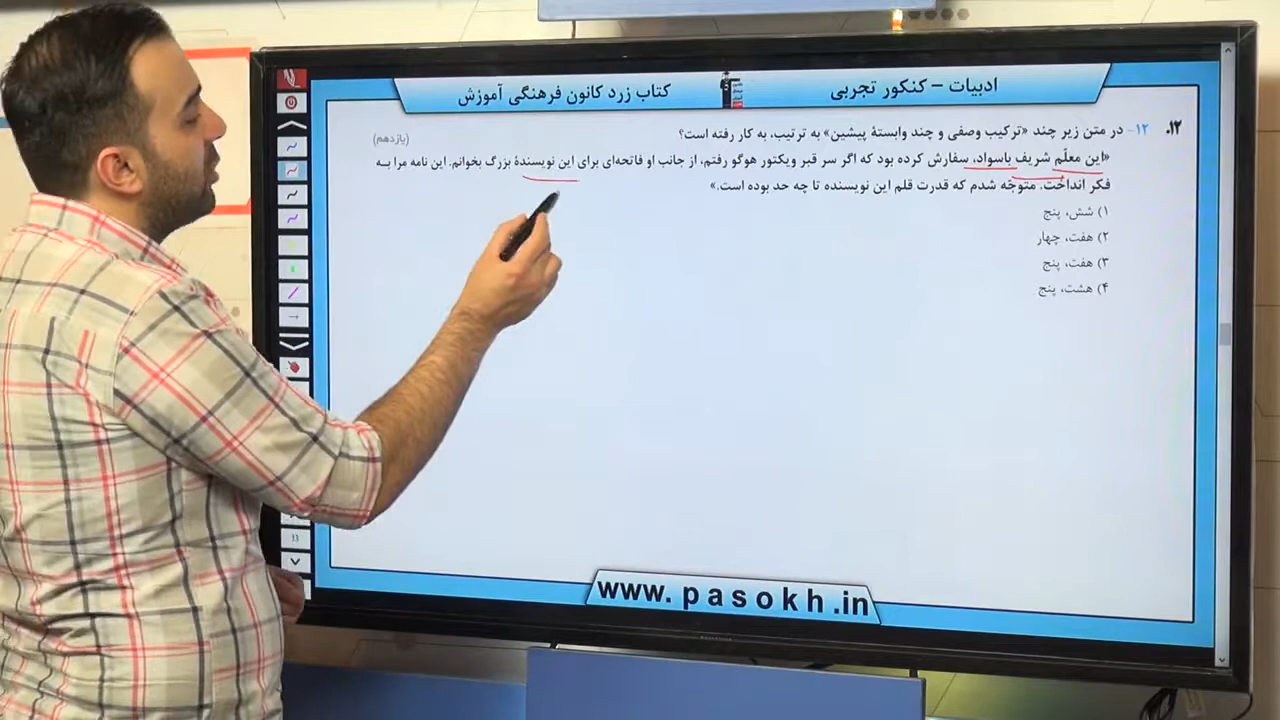 ادبیات – کنکور تجربی
کتاب زرد کانون فرهنگی آموزش
۱۲. ۱۲- در متن زیر چند «ترکیب وصفی و چند وابستهٔ پیشین» به ترتیب، به کار رفته است؟
(یازدهم)
«این معلّم شریف باسواد، سفارش کرده بود که اگر سر قبر ویکتور هوگو رفتم، از جانب او فاتحه‌ای برای این نویسندهٔ بزرگ بخوانم. این نامه مرا به
فکر انداخت. متوجّه شدم که قدرت قلم این نویسنده تا چه حد بوده است.»
۱) شش، پنج
۲) هفت، چهار
۳) هفت، پنج
۴) هشت، پنج
13
www.pasokh.in